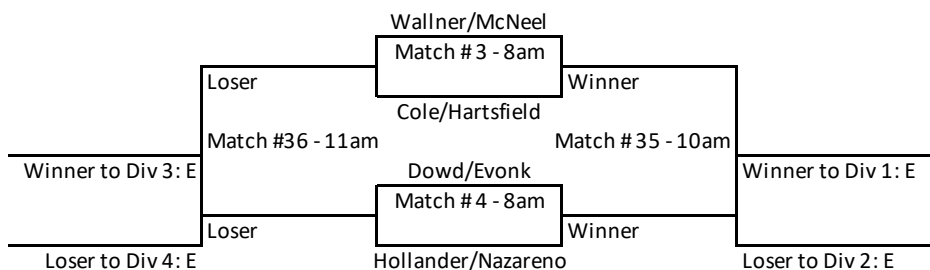 Wallner/McNeel
Match #3 - 8am
Loser
Winner
Cole/Hartsfield
Match #36 - 11am
Match #35 - 10am
Winner to Div 3: E
Dowd/Evonk
Winner to Div 1: E
Match #4 - 8am
Loser
Winner
Loser to Div 4: E
Hollander/Nazareno
Loser to Div 2: E